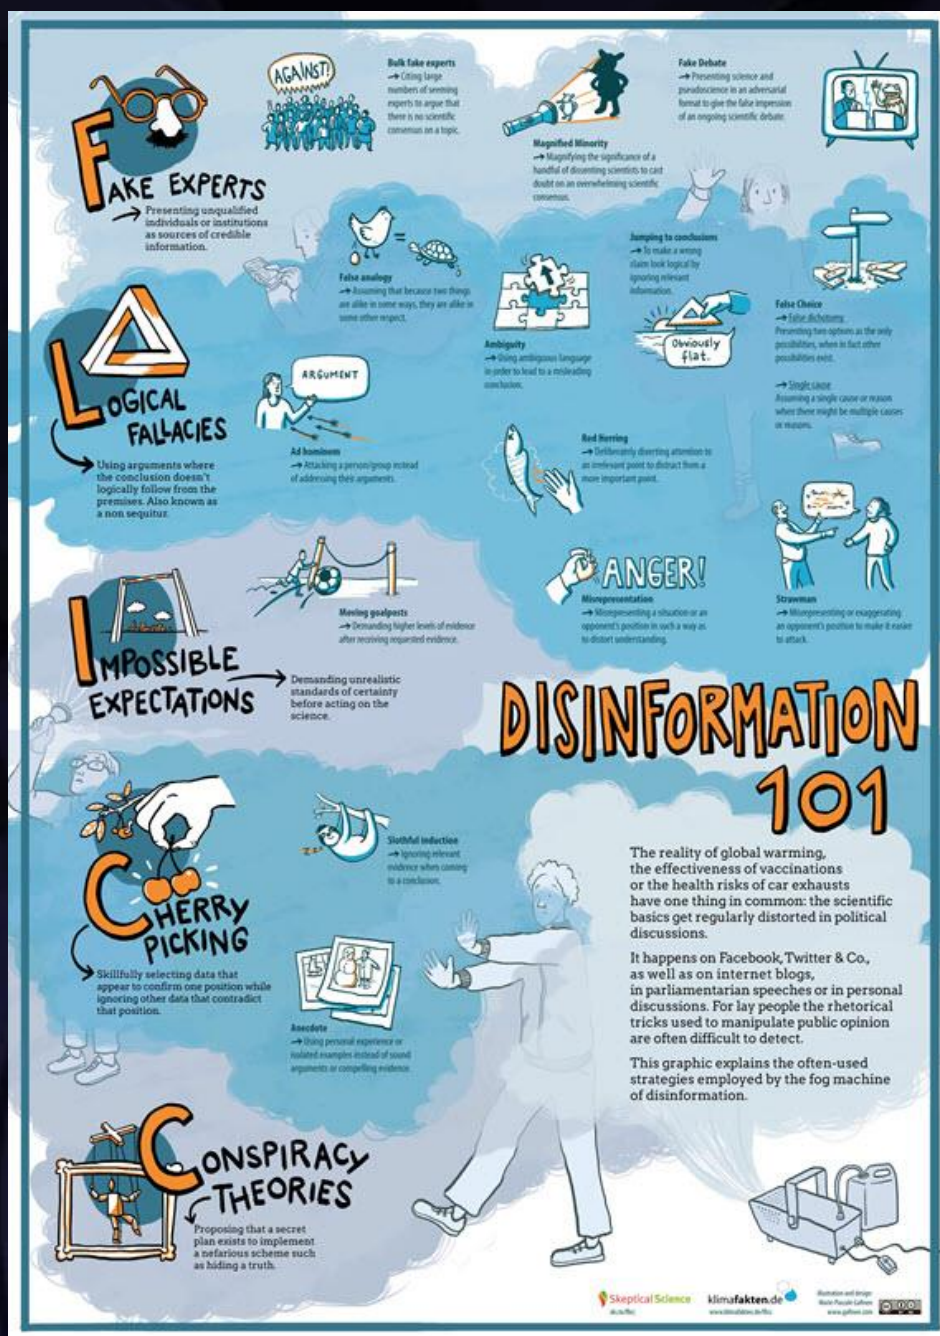 FAKE EXPERTS
→ Presenting unqualified
individuals or institutions
as sources of credible
information.
AGAINST!
Bulk fake experts
→ Citing large
numbers of seeming
experts to argue that
there is no scientific
consensus on a topic.
Magnified Minority
→ Magnifying the significance of a
handful of dissenting scientists to cast
doubt on an overwhelming scientific
consensus.
Fake Debate
→ Presenting science and
pseudoscience in an adversarial
format to give the false impression
of an ongoing scientific debate.
LOGICAL
FALLACIES
Using arguments where
the conclusion doesn't
logically follow from the
premises. Also known as
a non sequitur.
=
False analogy
→ Assuming that because two things
are alike in some ways, they are alike in
some other respect.
ARGUMENT
Ad hominem
→ Attacking a person/group instead
of addressing their arguments.
Ambiguity
→ Using ambiguous language
in order to lead to a misleading
conclusion.
Jumping to conclusions
→ To make a wrong
claim look logical by
ignoring relevant
information.
Obviously
flat.
False Choice
→ False dichotomy
Presenting two options as the only
possibilities, when in fact other
possibilities exist.
→ Single cause
Assuming a single cause or reason
when there might be multiple causes
or reasons.
Red Herring
→ Deliberately diverting attention to
an irrelevant point to distract from a
more important point.
ANGER!
Misrepresentation
→ Misrepresenting a situation or an
opponent's position in such a way as
to distort understanding.
Strawman
→ Misrepresenting or exaggerating
an opponent's position to make it easier
to attack.
IMPOSSIBLE
EXPECTATIONS
→ Demanding unrealistic
standards of certainty
before acting on the
science.
Moving goalposts
→ Demanding higher levels of evidence
after receiving requested evidence.
DISINFORMATION
101
The reality of global warming,
the effectiveness of vaccinations
or the health risks of car exhausts
have one thing in common: the scientific
basics get regularly distorted in political
discussions.
It happens on Facebook, Twitter & Co.,
as well as on internet blogs,
in parliamentarian speeches or in personal
discussions. For lay people the rhetorical
tricks used to manipulate public opinion
are often difficult to detect.
This graphic explains the often-used
strategies employed by the fog machine
of disinformation.
CHERRY
PICKING
Skillfully selecting data that
appear to confirm one position while
ignoring other data that contradict
that position.
Slothful induction
→ Ignoring relevant
evidence when coming
to a conclusion.
Anecdote
→ Using personal experience or
isolated examples instead of sound
arguments or compelling evidence.
CONSPIRACY
THEORIES
Proposing that a secret
plan exists to implement
a nefarious scheme such
as hiding a truth.
Skeptical Science
klimafakten.de
Illustration and design: